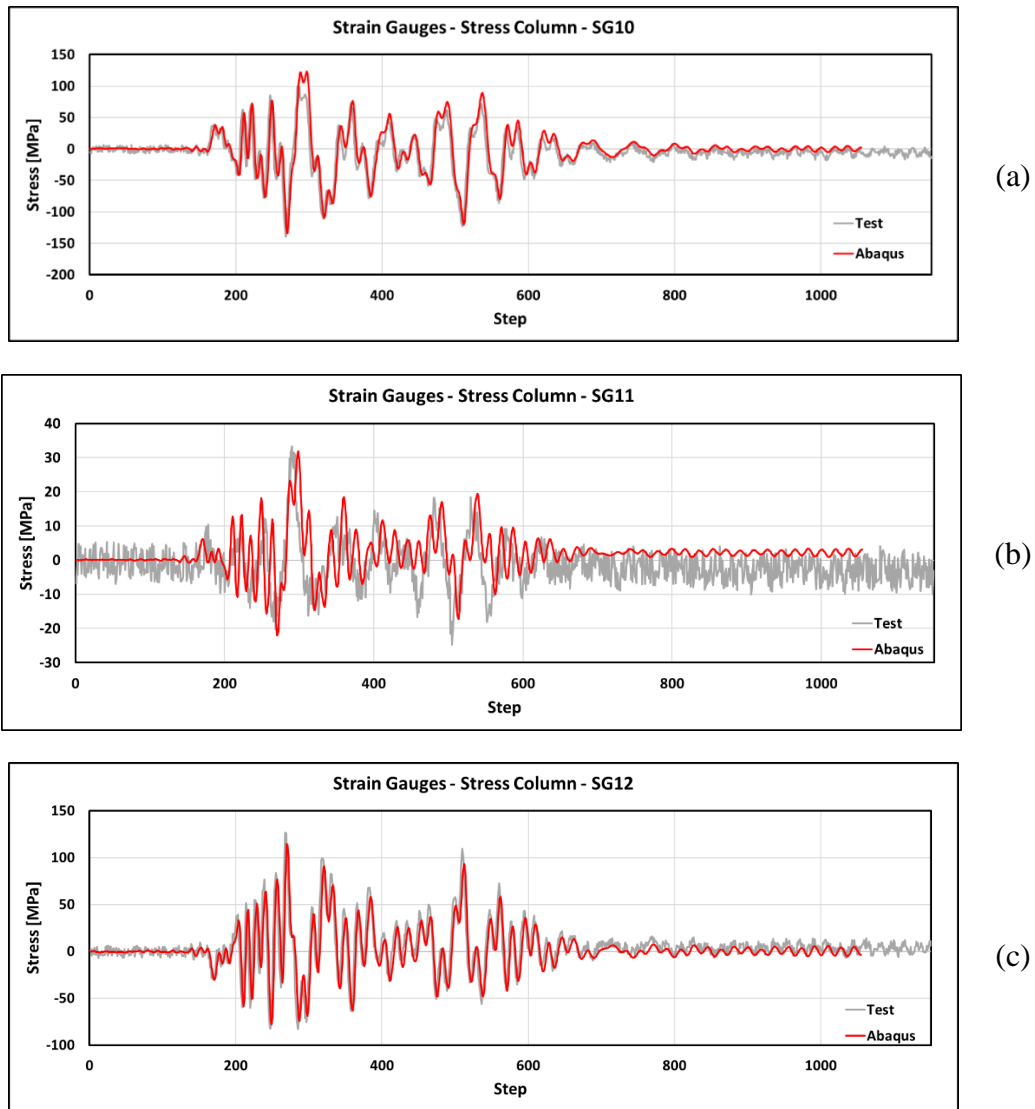 Strain Gauges - Stress Column - SG10
150
100
50
0
-50
-100
-150
-200
Stress [MPa]
Test
Abaqus
0 200 400 600 800 1000
Step
(a)
Strain Gauges - Stress Column - SG11
40
30
20
10
0
-10
-20
-30
Stress [MPa]
Test
Abaqus
0 200 400 600 800 1000
Step
(b)
Strain Gauges - Stress Column - SG12
150
100
50
0
-50
-100
Stress [MPa]
Test
Abaqus
0 200 400 600 800 1000
Step
(c)